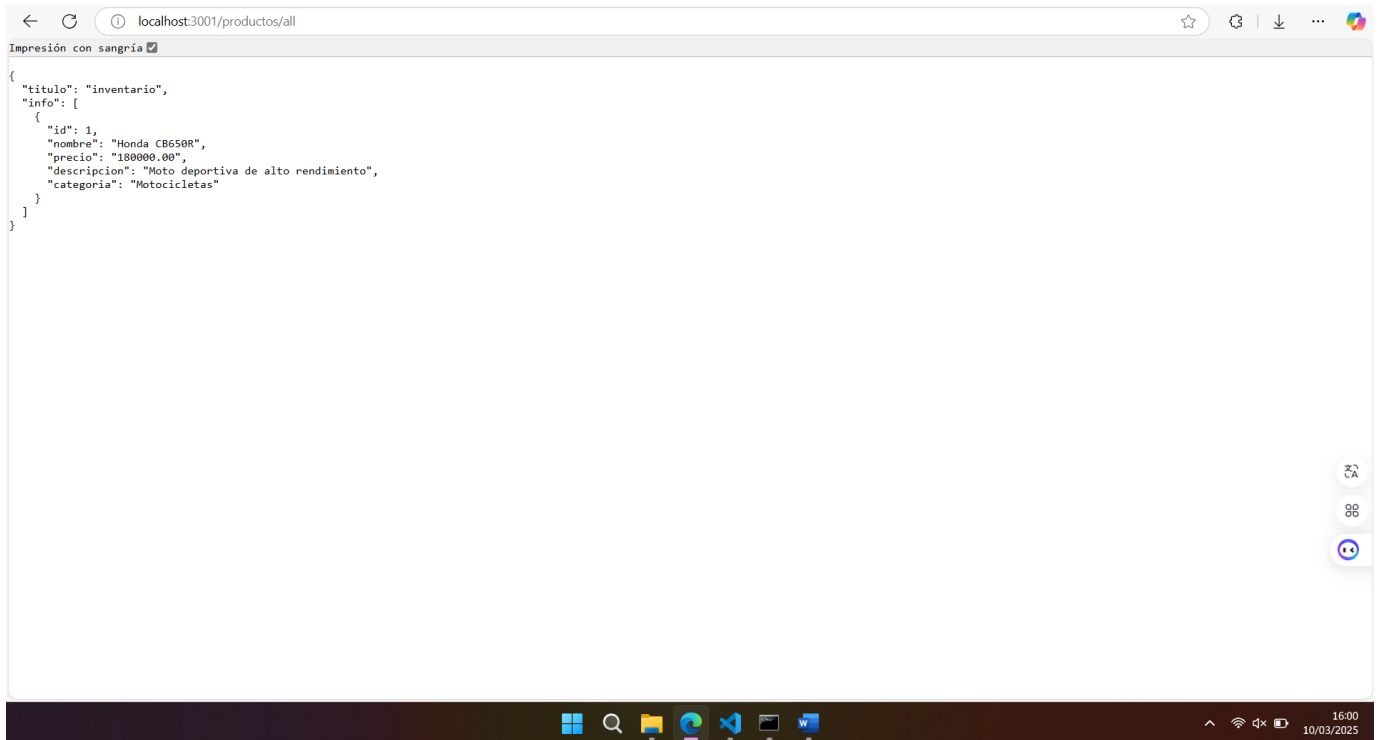 localhost:3001/productos/all
Impresión con sangría
{
  "titulo": "inventario",
  "info": [
    {
      "id": 1,
      "nombre": "Honda CB650R",
      "precio": "180000.00",
      "descripcion": "Moto deportiva de alto rendimiento",
      "categoria": "Motocicletas"
    }
  ]
}
16:00
10/03/2025